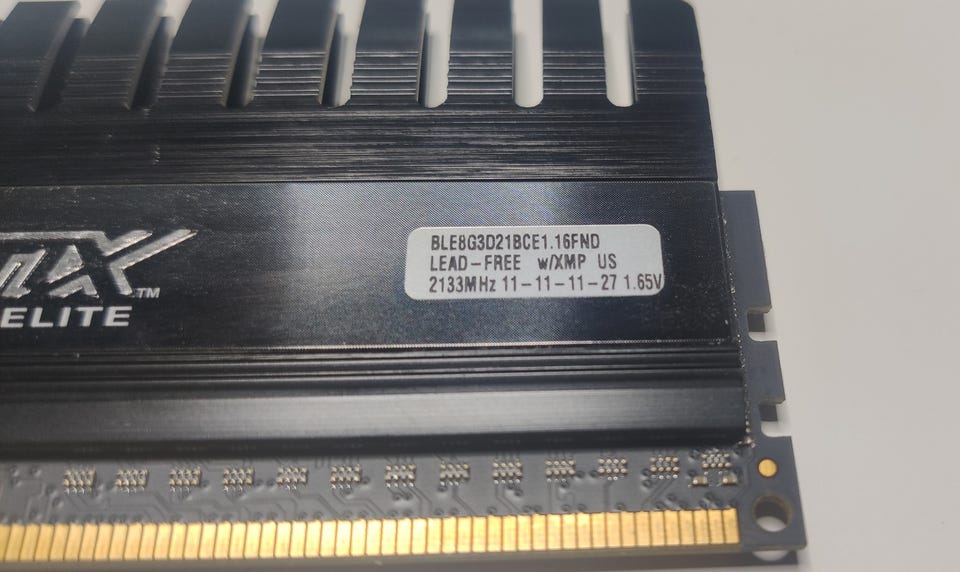 ELITE
BLE8G3D21BCE1.16FND
LEAD-FREE w/XMP US
2133MHz 11-11-11-27 1.65V